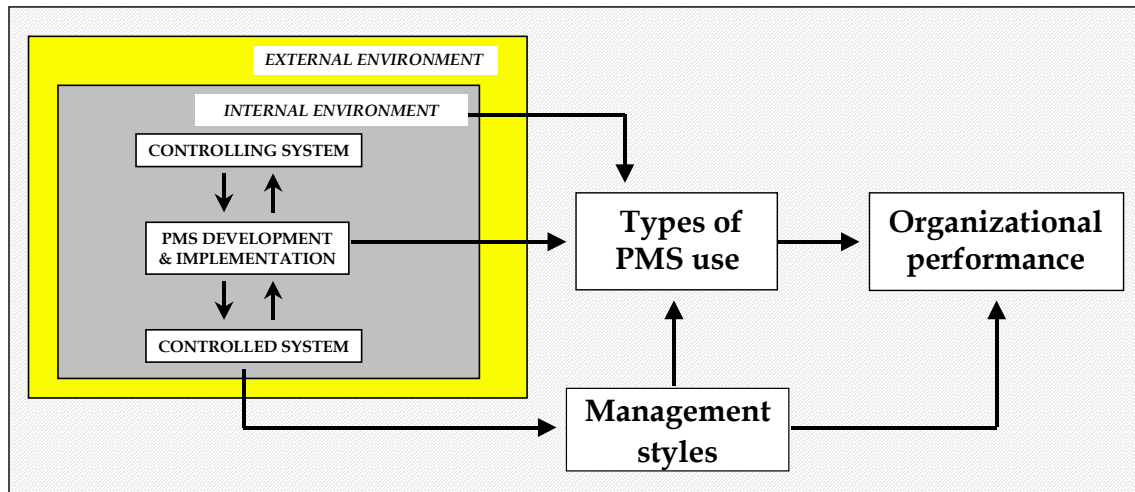 EXTERNAL ENVIRONMENT
INTERNAL ENVIRONMENT
CONTROLLING SYSTEM
PMS DEVELOPMENT
& IMPLEMENTATION
CONTROLLED SYSTEM
Types of
PMS use
Organizational
performance
Management
styles